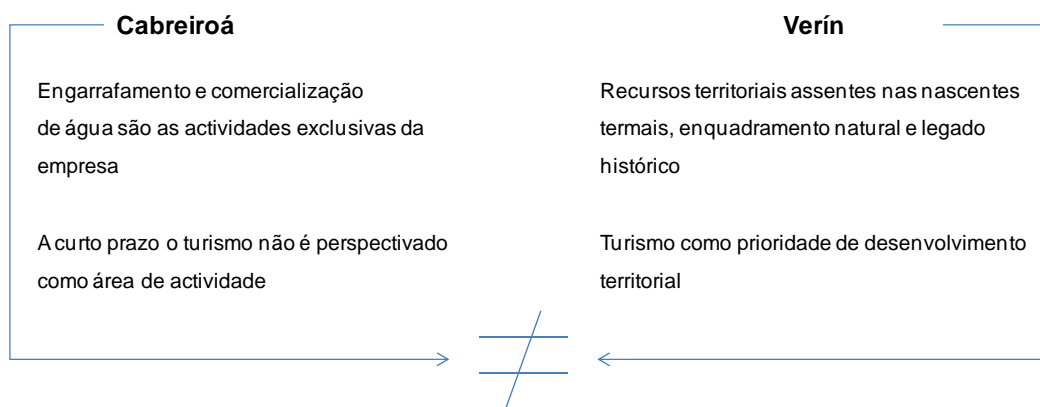 Cabreiroá
Engarrafamento e comercialização
de água são as actividades exclusivas da
empresa
A curto prazo o turismo não é perspectivado
como área de actividade
Verín
Recursos territoriais assentes nas nascentes
termais, enquadramento natural e legado
histórico
Turismo como prioridade de desenvolvimento
territorial